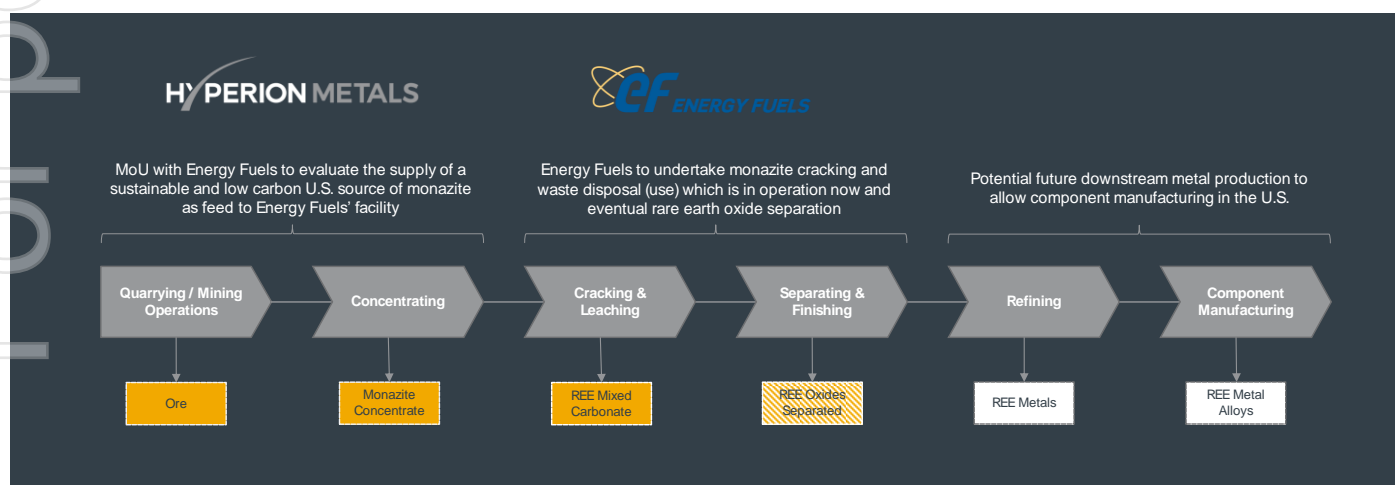 HYPERION METALS
eF ENERGY FUELS
MoU with Energy Fuels to evaluate the supply of a
sustainable and low carbon U.S. source of monazite
as feed to Energy Fuels' facility
Energy Fuels to undertake monazite cracking and
waste disposal (use) which is in operation now and
eventual rare earth oxide separation
Potential future downstream metal production to
allow component manufacturing in the U.S.
Quarrying / Mining
Operations
Concentrating
Cracking &
Leaching
Separating &
Finishing
Refining
Component
Manufacturing
Ore
Monazite
Concentrate
REE Mixed
Carbonate
REE Oxides
Separated
REE Metals
REE Metal
Alloys